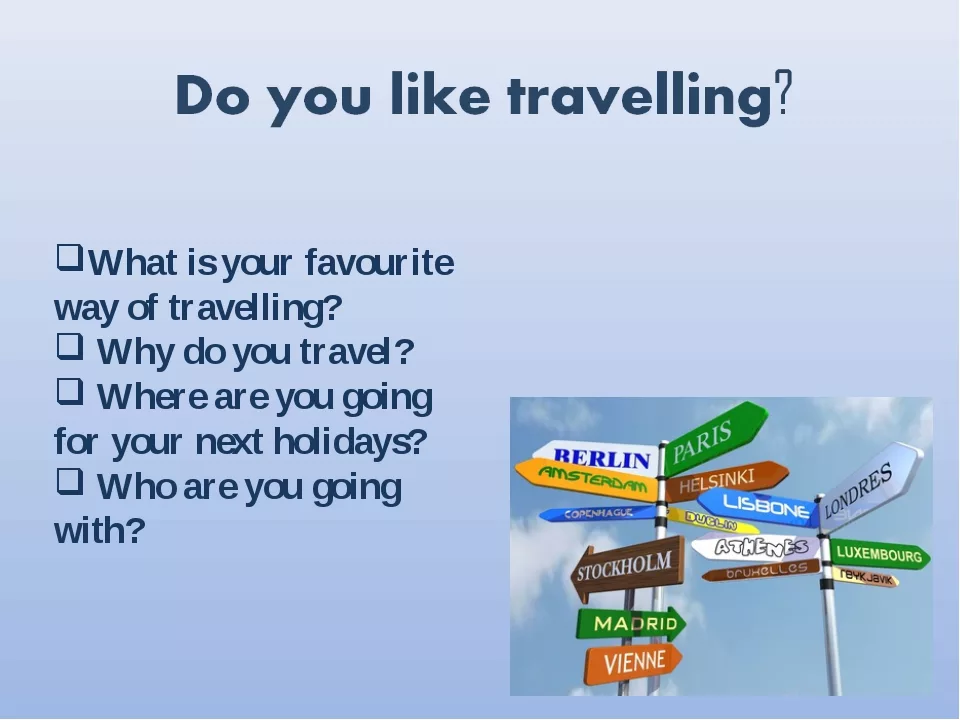 Do you like travelling?
What is your favourite
way of travelling?
Why do you travel?
Where are you going
for your next holidays?
Who are you going
with?
PARIS
BERLIN
AMSTERDAM
HELSINKI
COPENHAGUE
DUBLIN
LISBONE
LONDRES
ATHÈNES
STOCKHOLM
BRUXELLES
LUXEMBOURG
REYKJAVIK
MADRID
VIENNE